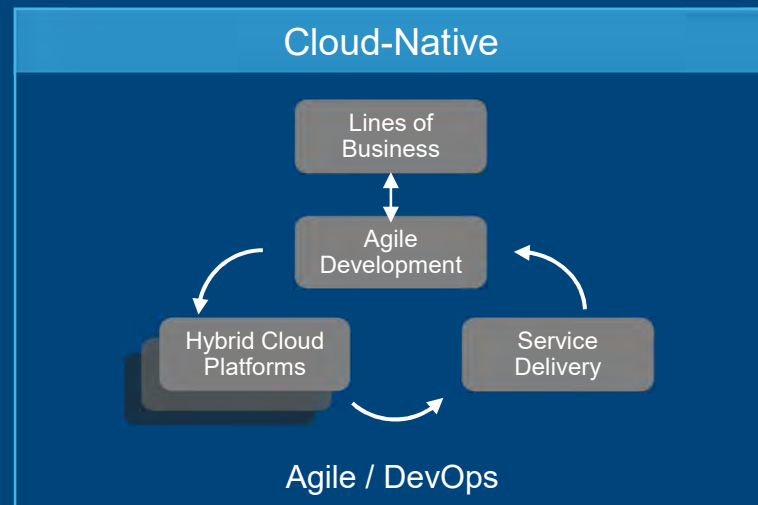 Cloud-Native
Lines of
Business
Agile
Development
Hybrid Cloud
Platforms
Service
Delivery
Agile / DevOps